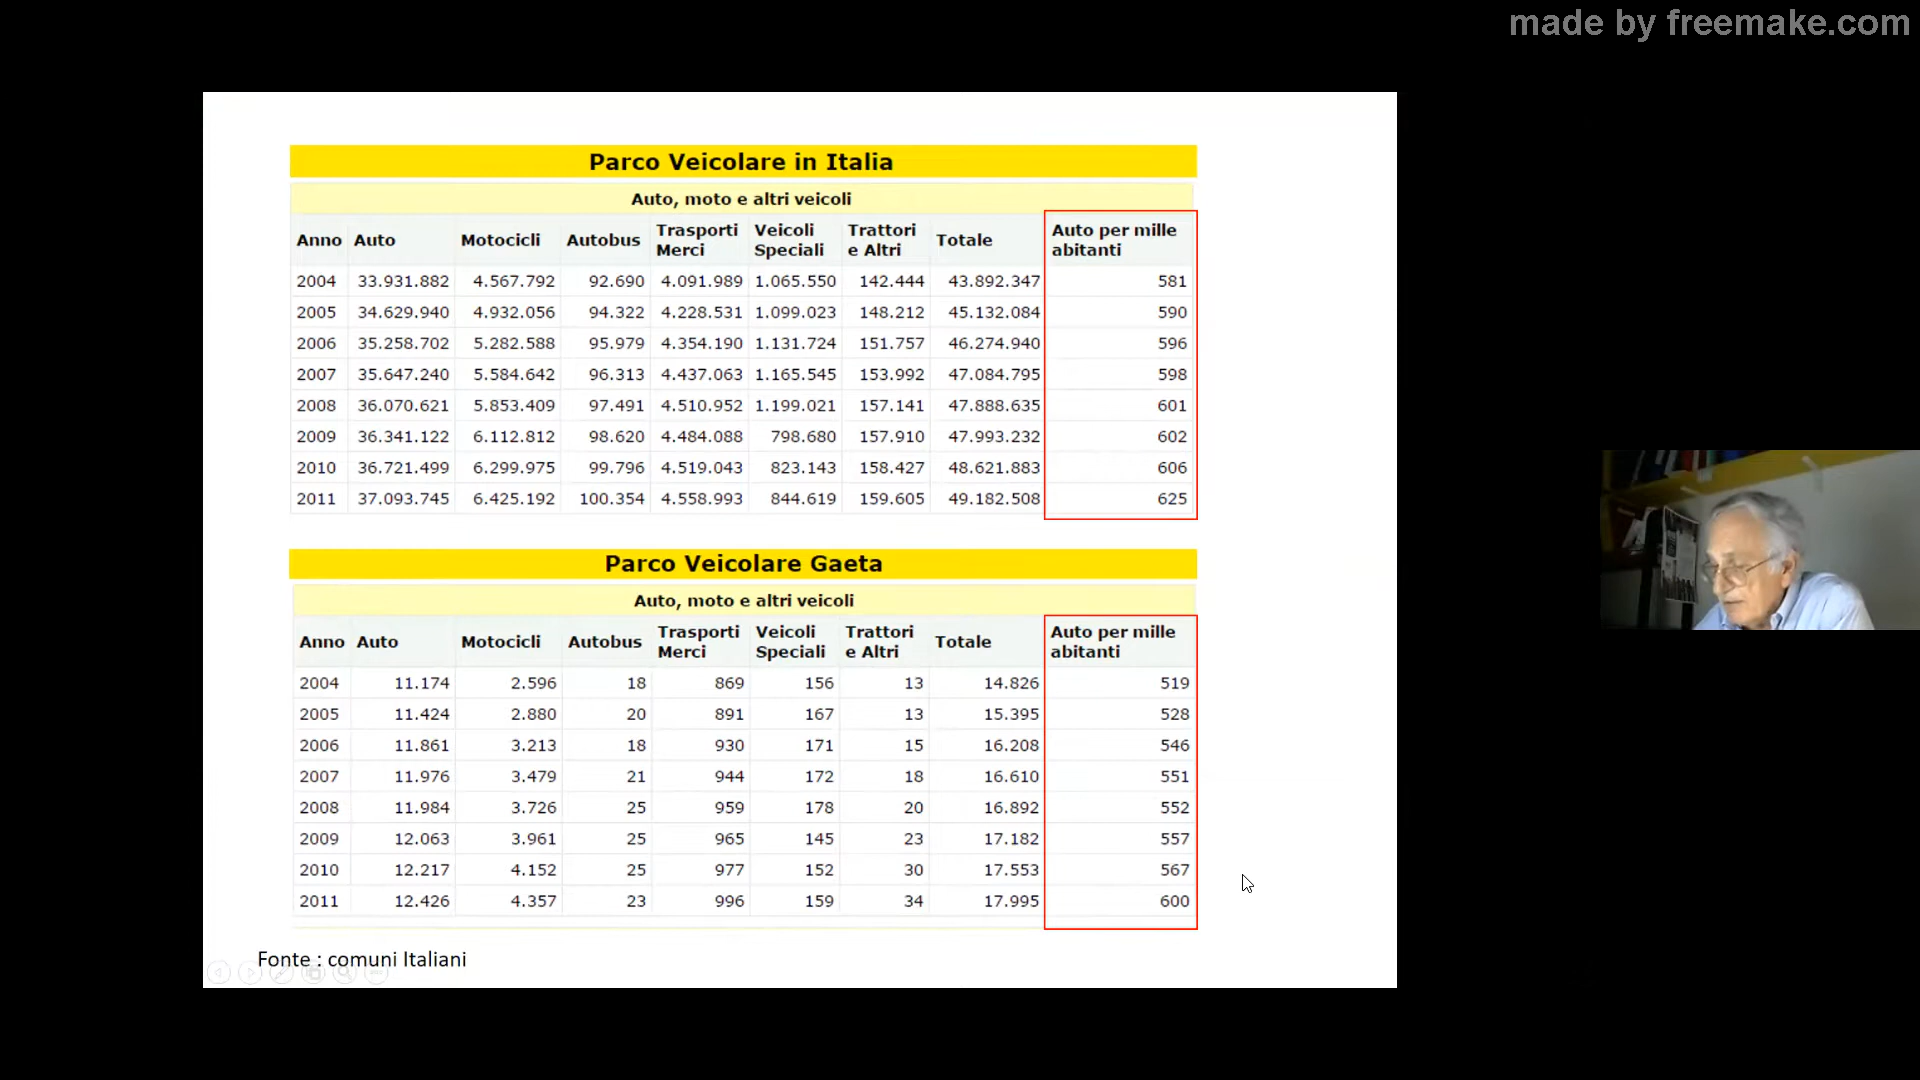 made by freemake.com
Parco Veicolare in Italia
Auto, moto e altri veicoli
Anno Auto Motocicli Autobus Trasporti Merci Veicoli Speciali Trattori e Altri Totale Auto per mille abitanti
2004 33.931.882 4.567.792 92.690 4.091.989 1.065.550 142.444 43.892.347 581
2005 34.629.940 4.932.056 94.322 4.228.531 1.099.023 148.212 45.132.084 590
2006 35.258.702 5.282.588 95.979 4.354.190 1.131.724 151.757 46.274.940 596
2007 35.647.240 5.584.642 96.313 4.437.063 1.165.545 153.992 47.084.795 598
2008 36.070.621 5.853.409 97.491 4.510.952 1.199.021 157.141 47.888.635 601
2009 36.341.122 6.112.812 98.620 4.484.088 798.680 157.910 47.993.232 602
2010 36.721.499 6.299.975 99.796 4.519.043 823.143 158.427 48.621.883 606
2011 37.093.745 6.425.192 100.354 4.558.993 844.619 159.605 49.182.508 625
Parco Veicolare Gaeta
Auto, moto e altri veicoli
Anno Auto Motocicli Autobus Trasporti Merci Veicoli Speciali Trattori e Altri Totale Auto per mille abitanti
2004 11.174 2.596 18 869 156 13 14.826 519
2005 11.424 2.880 20 891 167 13 15.395 528
2006 11.861 3.213 18 930 171 15 16.208 546
2007 11.976 3.479 21 944 172 18 16.610 551
2008 11.984 3.726 25 959 178 20 16.892 552
2009 12.063 3.961 25 965 145 23 17.182 557
2010 12.217 4.152 25 977 152 30 17.553 567
2011 12.426 4.357 23 996 159 34 17.995 600
Fonte : comuni Italiani